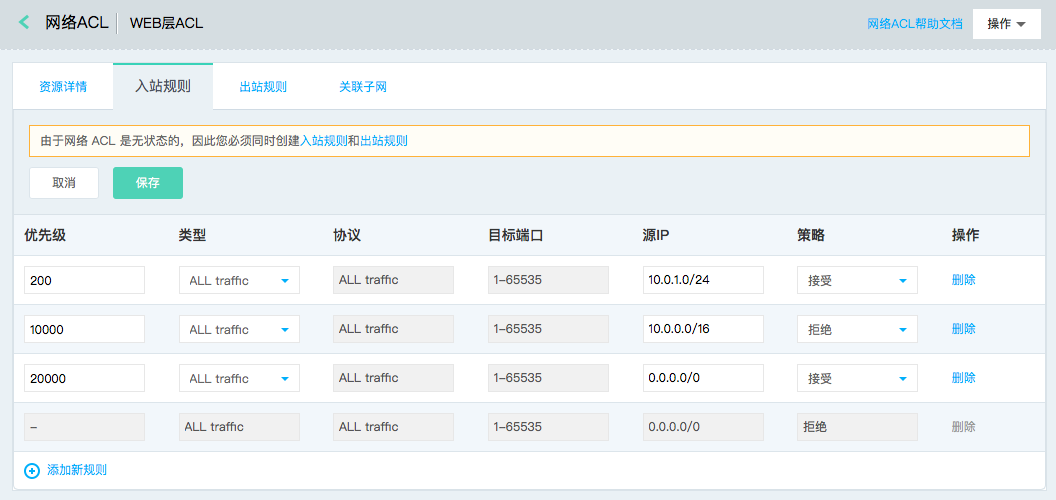 网络ACL WEB层ACL 网络ACL帮助文档 操作
资源详情 入站规则 出站规则 关联子网
由于网络 ACL 是无状态的，因此您必须同时创建入站规则和出站规则
取消 保存
优先级 类型 协议 目标端口 源IP 策略 操作
200 ALL traffic ALL traffic 1-65535 10.0.1.0/24 接受 删除
10000 ALL traffic ALL traffic 1-65535 10.0.0.0/16 拒绝 删除
20000 ALL traffic ALL traffic 1-65535 0.0.0.0/0 接受 删除
- ALL traffic ALL traffic 1-65535 0.0.0.0/0 拒绝 删除
添加新规则